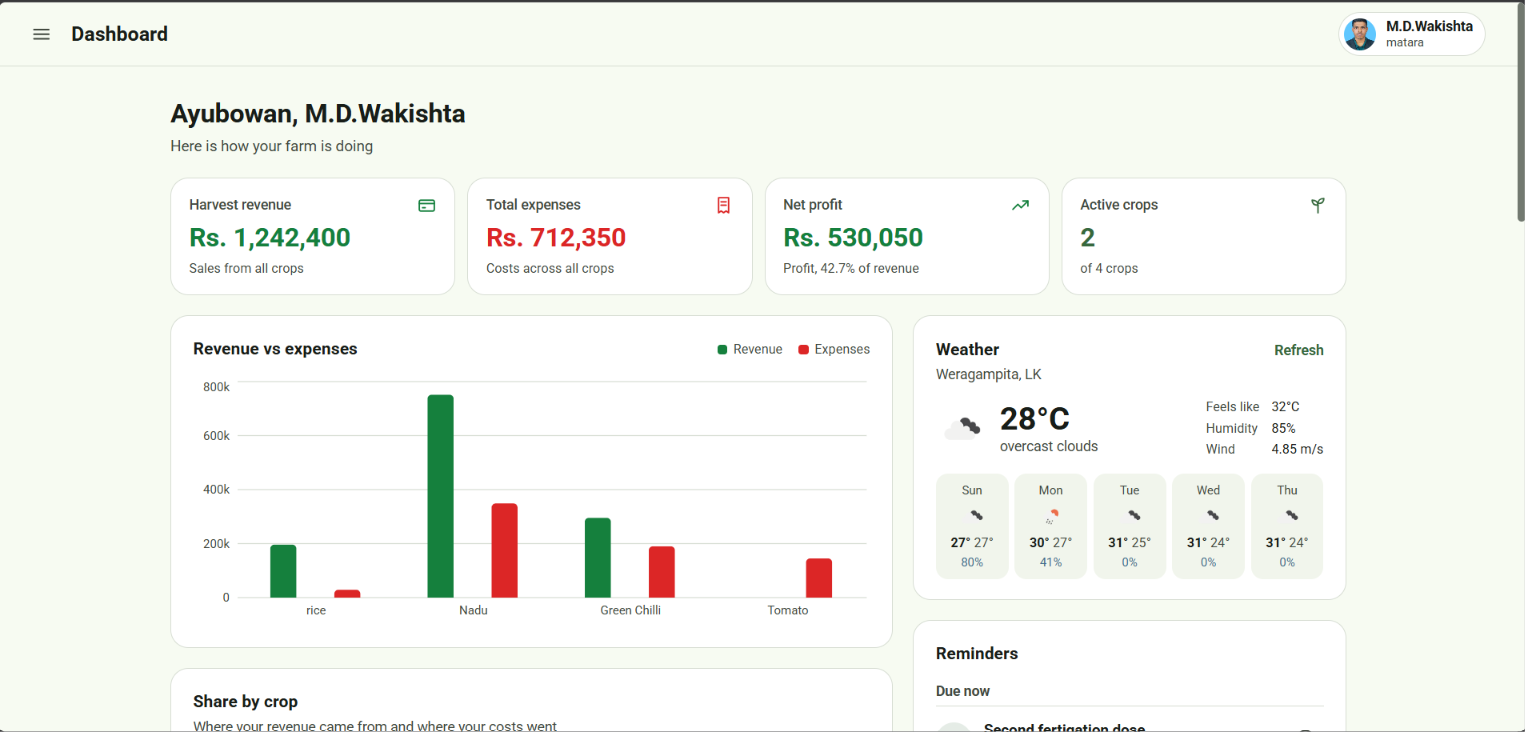 Dashboard
M.D.Wakishta
matara
Ayubowan, M.D.Wakishta
Here is how your farm is doing
Harvest revenue
Rs. 1,242,400
Sales from all crops
Total expenses
Rs. 712,350
Costs across all crops
Net profit
Rs. 530,050
Profit, 42.7% of revenue
Active crops
2
of 4 crops
Revenue vs expenses
Revenue
Expenses
800k
600k
400k
200k
0
rice
Nadu
Green Chilli
Tomato
Weather
Refresh
Weragampita, LK
28°C
overcast clouds
Feels like 32°C
Humidity 85%
Wind 4.85 m/s
Sun
27° 27°
80%
Mon
30° 27°
41%
Tue
31° 25°
0%
Wed
31° 24°
0%
Thu
31° 24°
0%
Share by crop
Where your revenue came from and where your costs went
Reminders
Due now
Second fertigation dose